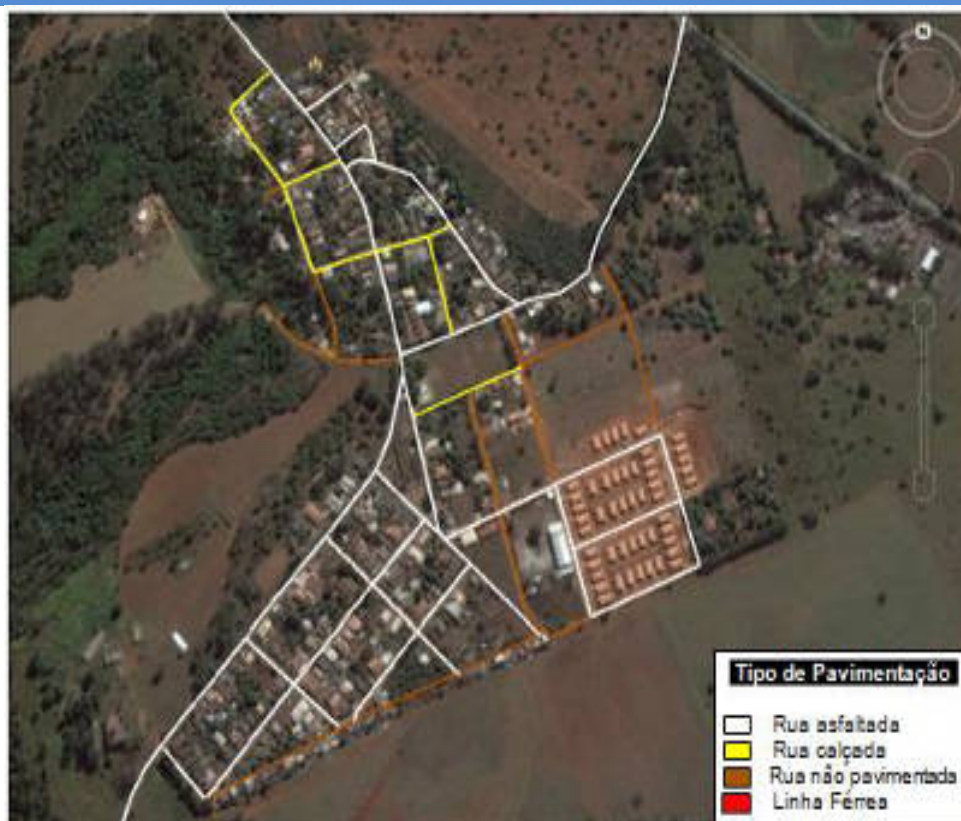 N
Tipo de Pavimentação
Rua asfaltada
Rua calçada
Rua não pavimentada
Linha Férrea